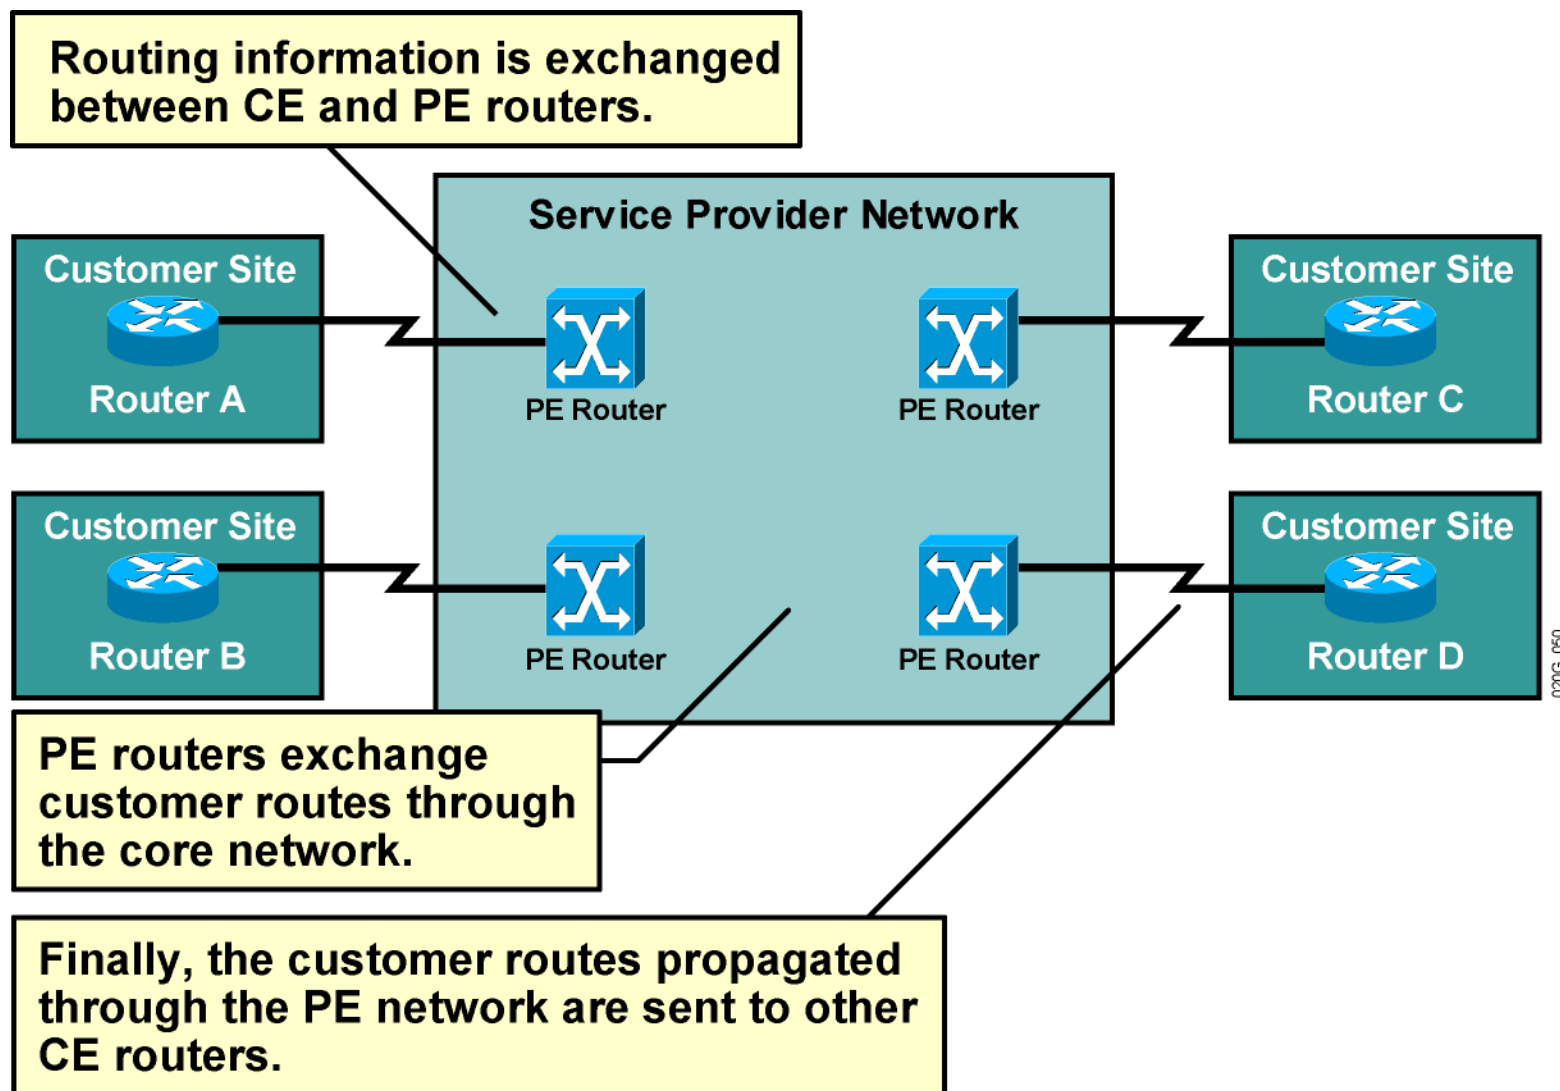 Routing information is exchanged
between CE and PE routers.
Service Provider Network
Customer Site
Router A
PE Router
PE Router
Customer Site
Router C
Customer Site
Router B
PE Router
PE Router
Customer Site
Router D
020G_050
PE routers exchange
customer routes through
the core network.
Finally, the customer routes propagated
through the PE network are sent to other
CE routers.